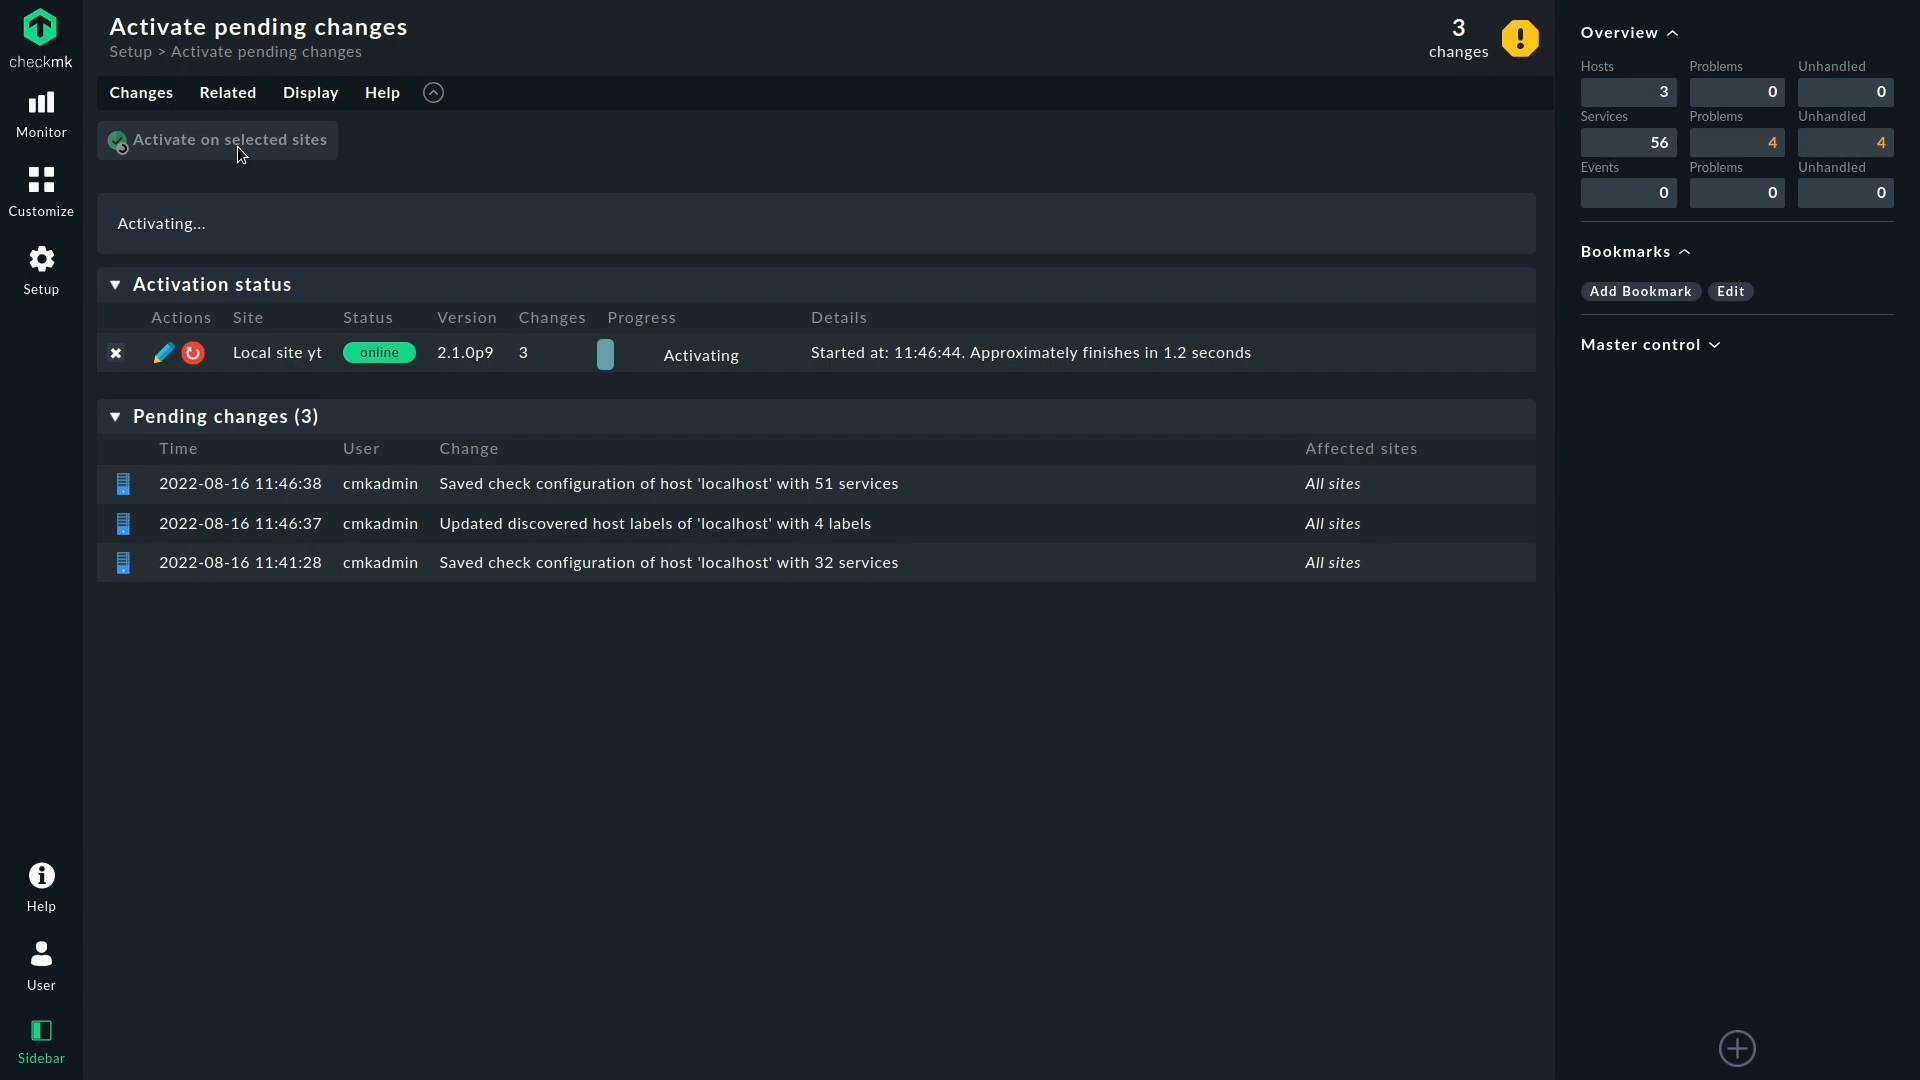 checkmk
Monitor
Customize
Setup
Help
User
Sidebar
Activate pending changes
Setup > Activate pending changes
3
changes
Changes Related Display Help
Activate on selected sites
Activating...
Activation status
Actions Site Status Version Changes Progress Details
Local site yt online 2.1.0p9 3 Activating Started at: 11:46:44. Approximately finishes in 1.2 seconds
Pending changes (3)
Time User Change Affected sites
2022-08-16 11:46:38 cmkadmin Saved check configuration of host 'localhost' with 51 services All sites
2022-08-16 11:46:37 cmkadmin Updated discovered host labels of 'localhost' with 4 labels All sites
2022-08-16 11:41:28 cmkadmin Saved check configuration of host 'localhost' with 32 services All sites
Overview
Hosts Problems Unhandled
3 0 0
Services Problems Unhandled
56 4 4
Events Problems Unhandled
0 0 0
Bookmarks
Add Bookmark Edit
Master control